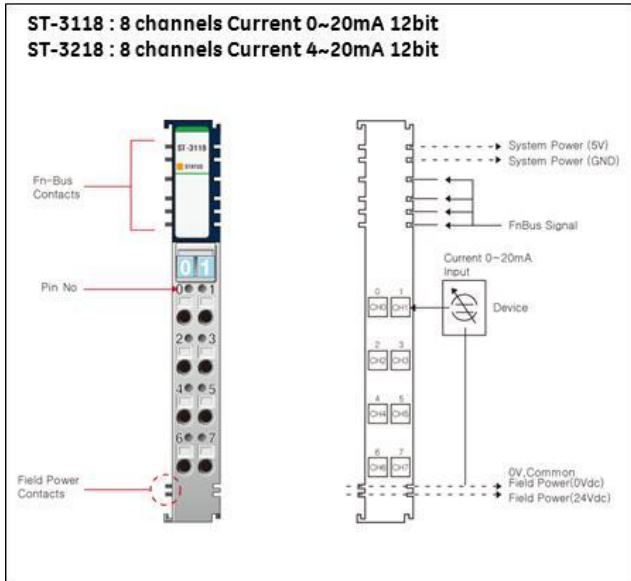 ST-3118 : 8 channels Current 0~20mA 12bit
ST-3218 : 8 channels Current 4~20mA 12bit
Fn-Bus
Contacts
ST-3118
STATUS
0 1
Pin No
0 1
2 3
4 5
6 7
Field Power
Contacts
System Power (5V)
System Power (GND)
FnBus Signal
Current 0~20mA
Input
Device
0 1
CH0 CH1
2 3
CH2 CH3
4 5
CH4 CH5
6 7
CH6 CH7
0V,Common
Field Power(0Vdc)
Field Power(24Vdc)